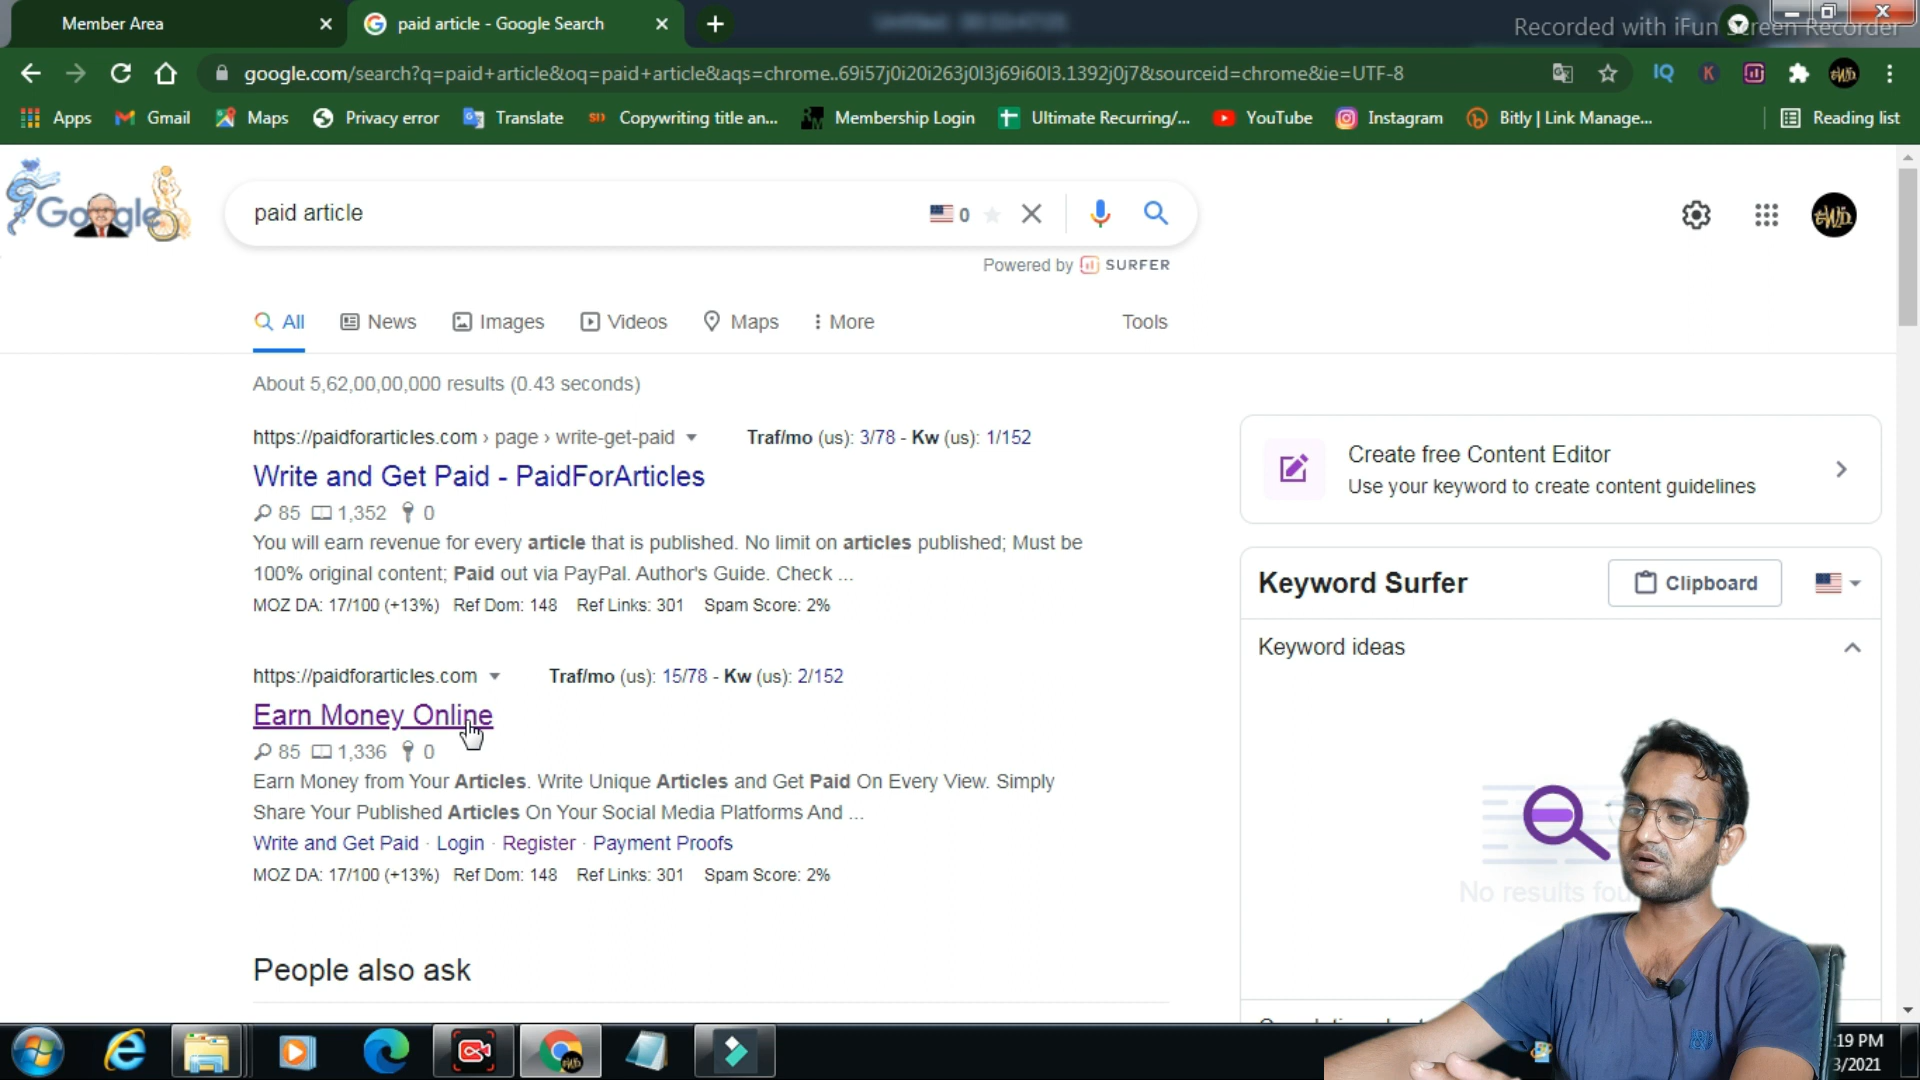 Member Area
paid article - Google Search
Recorded with iFun Screen Recorder
google.com/search?q=paid+article&oq=paid+article&aqs=chrome..69i57j0i20i263j0l3j69i60l3.1392j0j7&sourceid=chrome&ie=UTF-8
IQ
K
Apps
Gmail
Maps
Privacy error
Translate
Copywriting title an...
Membership Login
Ultimate Recurring/...
YouTube
Instagram
Bitly | Link Manage...
Reading list
Google
paid article
0
Powered by SURFER
All
News
Images
Videos
Maps
More
Tools
About 5,62,00,00,000 results (0.43 seconds)
https://paidforarticles.com › page › write-get-paid Traf/mo (us): 3/78 - Kw (us): 1/152
Write and Get Paid - PaidForArticles
85 1,352 0
You will earn revenue for every article that is published. No limit on articles published; Must be
100% original content; Paid out via PayPal. Author's Guide. Check ...
MOZ DA: 17/100 (+13%) Ref Dom: 148 Ref Links: 301 Spam Score: 2%
https://paidforarticles.com Traf/mo (us): 15/78 - Kw (us): 2/152
Earn Money Online
85 1,336 0
Earn Money from Your Articles. Write Unique Articles and Get Paid On Every View. Simply
Share Your Published Articles On Your Social Media Platforms And ...
Write and Get Paid · Login · Register · Payment Proofs
MOZ DA: 17/100 (+13%) Ref Dom: 148 Ref Links: 301 Spam Score: 2%
People also ask
Create free Content Editor
Use your keyword to create content guidelines
Keyword Surfer
Clipboard
Keyword ideas
No results
:19 PM
3/2021